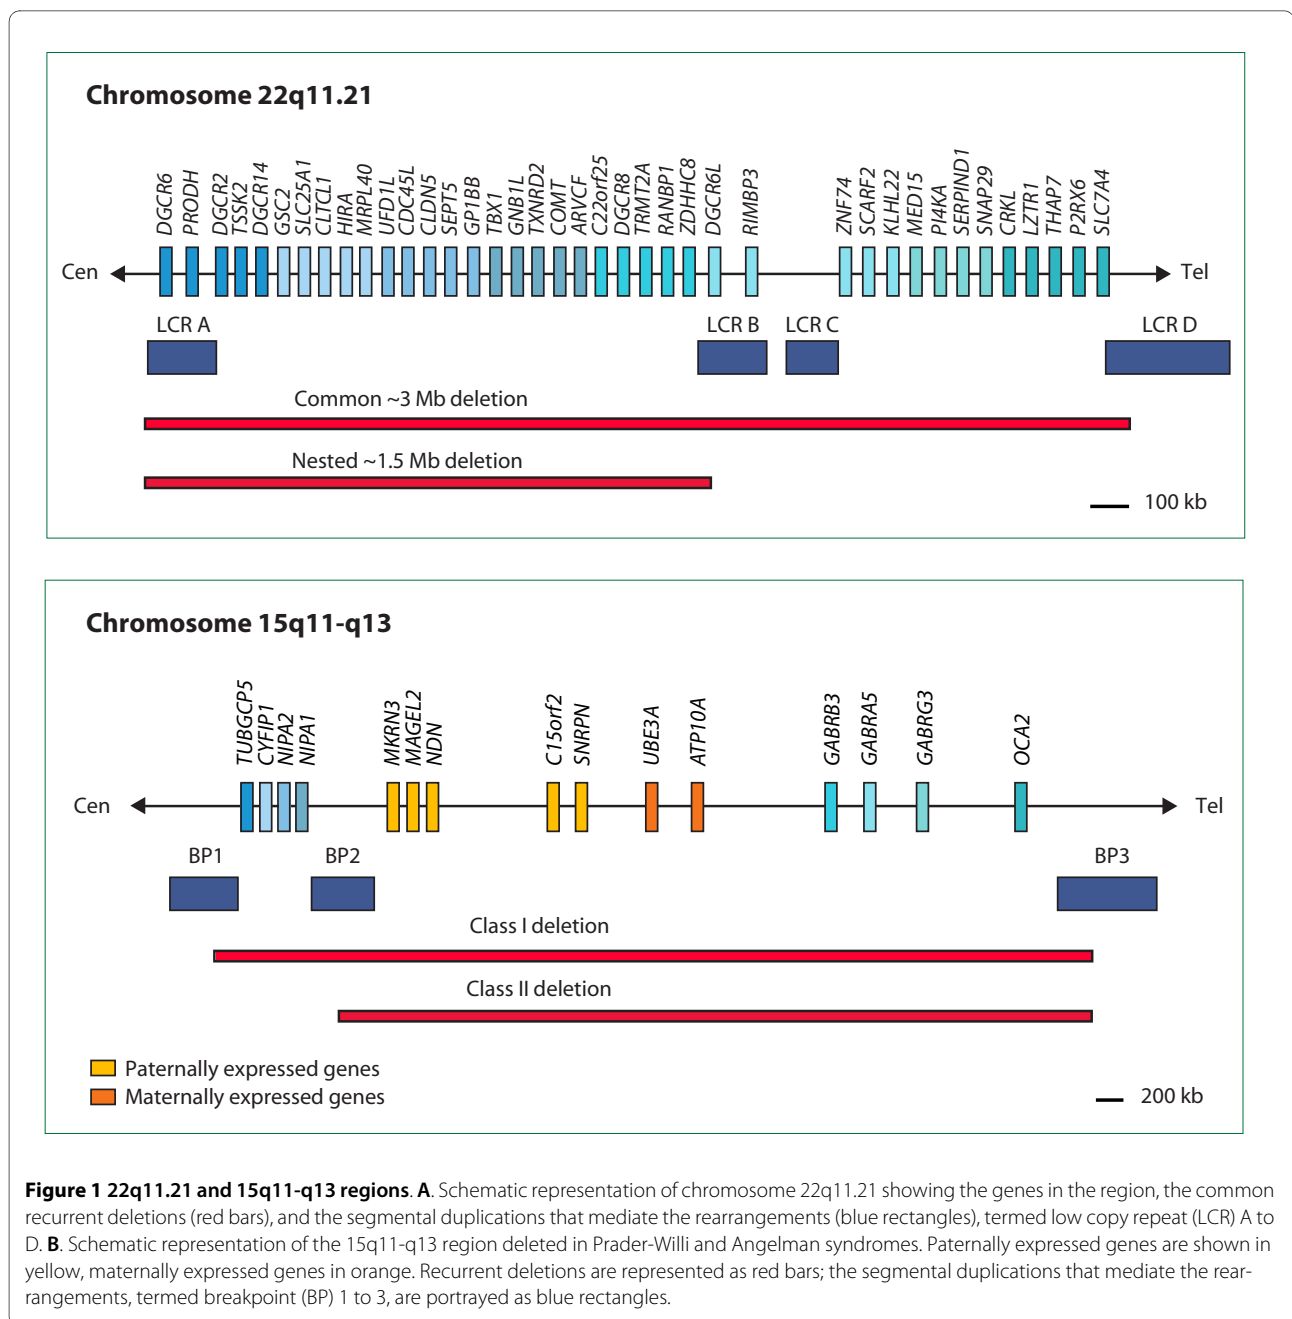 Chromosome 22q11.21
DGCR6
PRODH
DGCR2
TSSK2
DGCR14
GSC2
SLC25A1
CLTCL1
HIRA
MRPL40
UFD1L
CDC45L
CLDN5
SEPT5
GP1BB
TBX1
GNB1L
TXNRD2
COMT
ARVCF
C22orf25
DGCR8
TRMT2A
RANBP1
ZDHHC8
DGCR6L
RIMBP3
ZNF74
SCARF2
KLHL22
MED15
PI4KA
SERPIND1
SNAP29
CRKL
LZTR1
THAP7
P2RX6
SLC7A4
Cen
Tel
LCR A
LCR B
LCR C
LCR D
Common ~3 Mb deletion
Nested ~1.5 Mb deletion
100 kb
Chromosome 15q11-q13
TUBGCP5
CYFIP1
NIPA2
NIPA1
MKRN3
MAGEL2
NDN
C15orf2
SNRPN
UBE3A
ATP10A
GABRB3
GABRA5
GABRG3
OCA2
Cen
Tel
BP1
BP2
BP3
Class I deletion
Class II deletion
Paternally expressed genes
Maternally expressed genes
200 kb
Figure 1 22q11.21 and 15q11-q13 regions. A. Schematic representation of chromosome 22q11.21 showing the genes in the region, the common
recurrent deletions (red bars), and the segmental duplications that mediate the rearrangements (blue rectangles), termed low copy repeat (LCR) A to
D. B. Schematic representation of the 15q11-q13 region deleted in Prader-Willi and Angelman syndromes. Paternally expressed genes are shown in
yellow, maternally expressed genes in orange. Recurrent deletions are represented as red bars; the segmental duplications that mediate the rear-
rangements, termed breakpoint (BP) 1 to 3, are portrayed as blue rectangles.